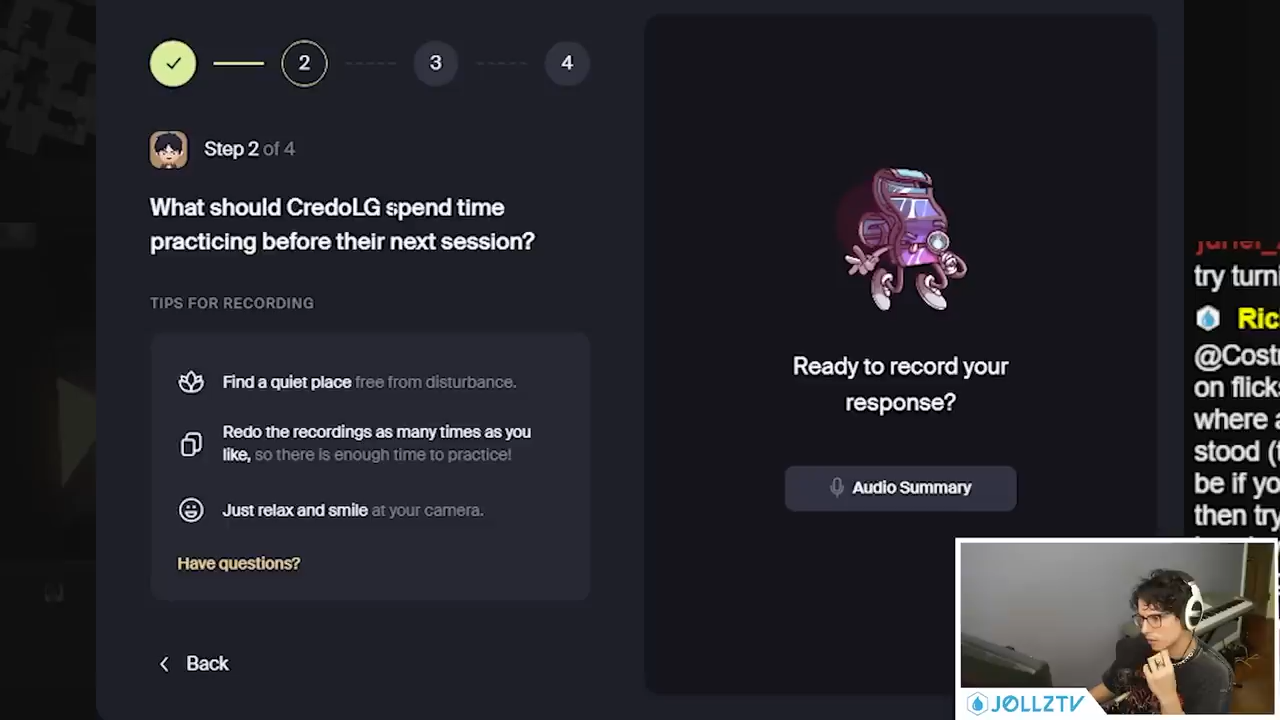 2
3
4
Step 2 of 4
What should CredoLG spend time
practicing before their next session?
TIPS FOR RECORDING
Find a quiet place free from disturbance.
Redo the recordings as many times as you
like, so there is enough time to practice!
Just relax and smile at your camera.
Have questions?
Back
Ready to record your
response?
Audio Summary
try turni
Ric
@Cost
on flick
where a
stood (t
be if yo
then try
JOLLZTV